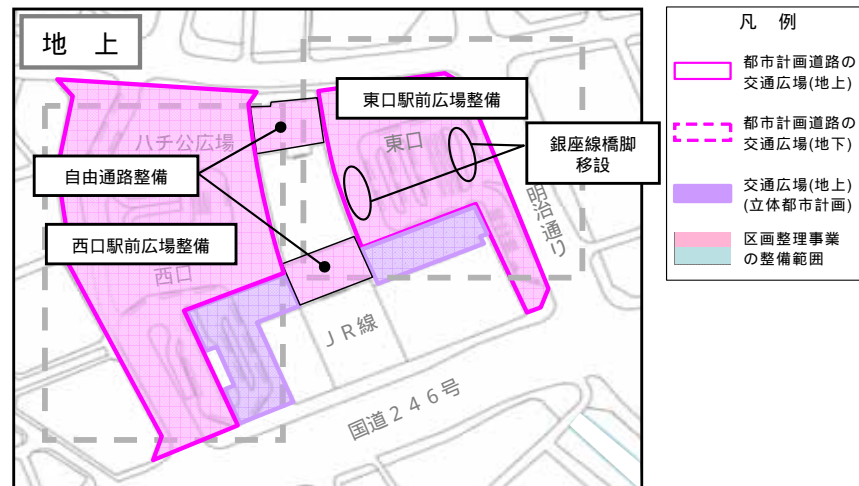 地 上
凡 例
都市計画道路の
交通広場(地上)
都市計画道路の
交通広場(地下)
交通広場(地上)
(立体都市計画)
区画整理事業
の整備範囲
東口駅前広場整備
ハチ公広場
東口
銀座線橋脚
移設
自由通路整備
明治通り
西口駅前広場整備
西口
JR線
国道246号